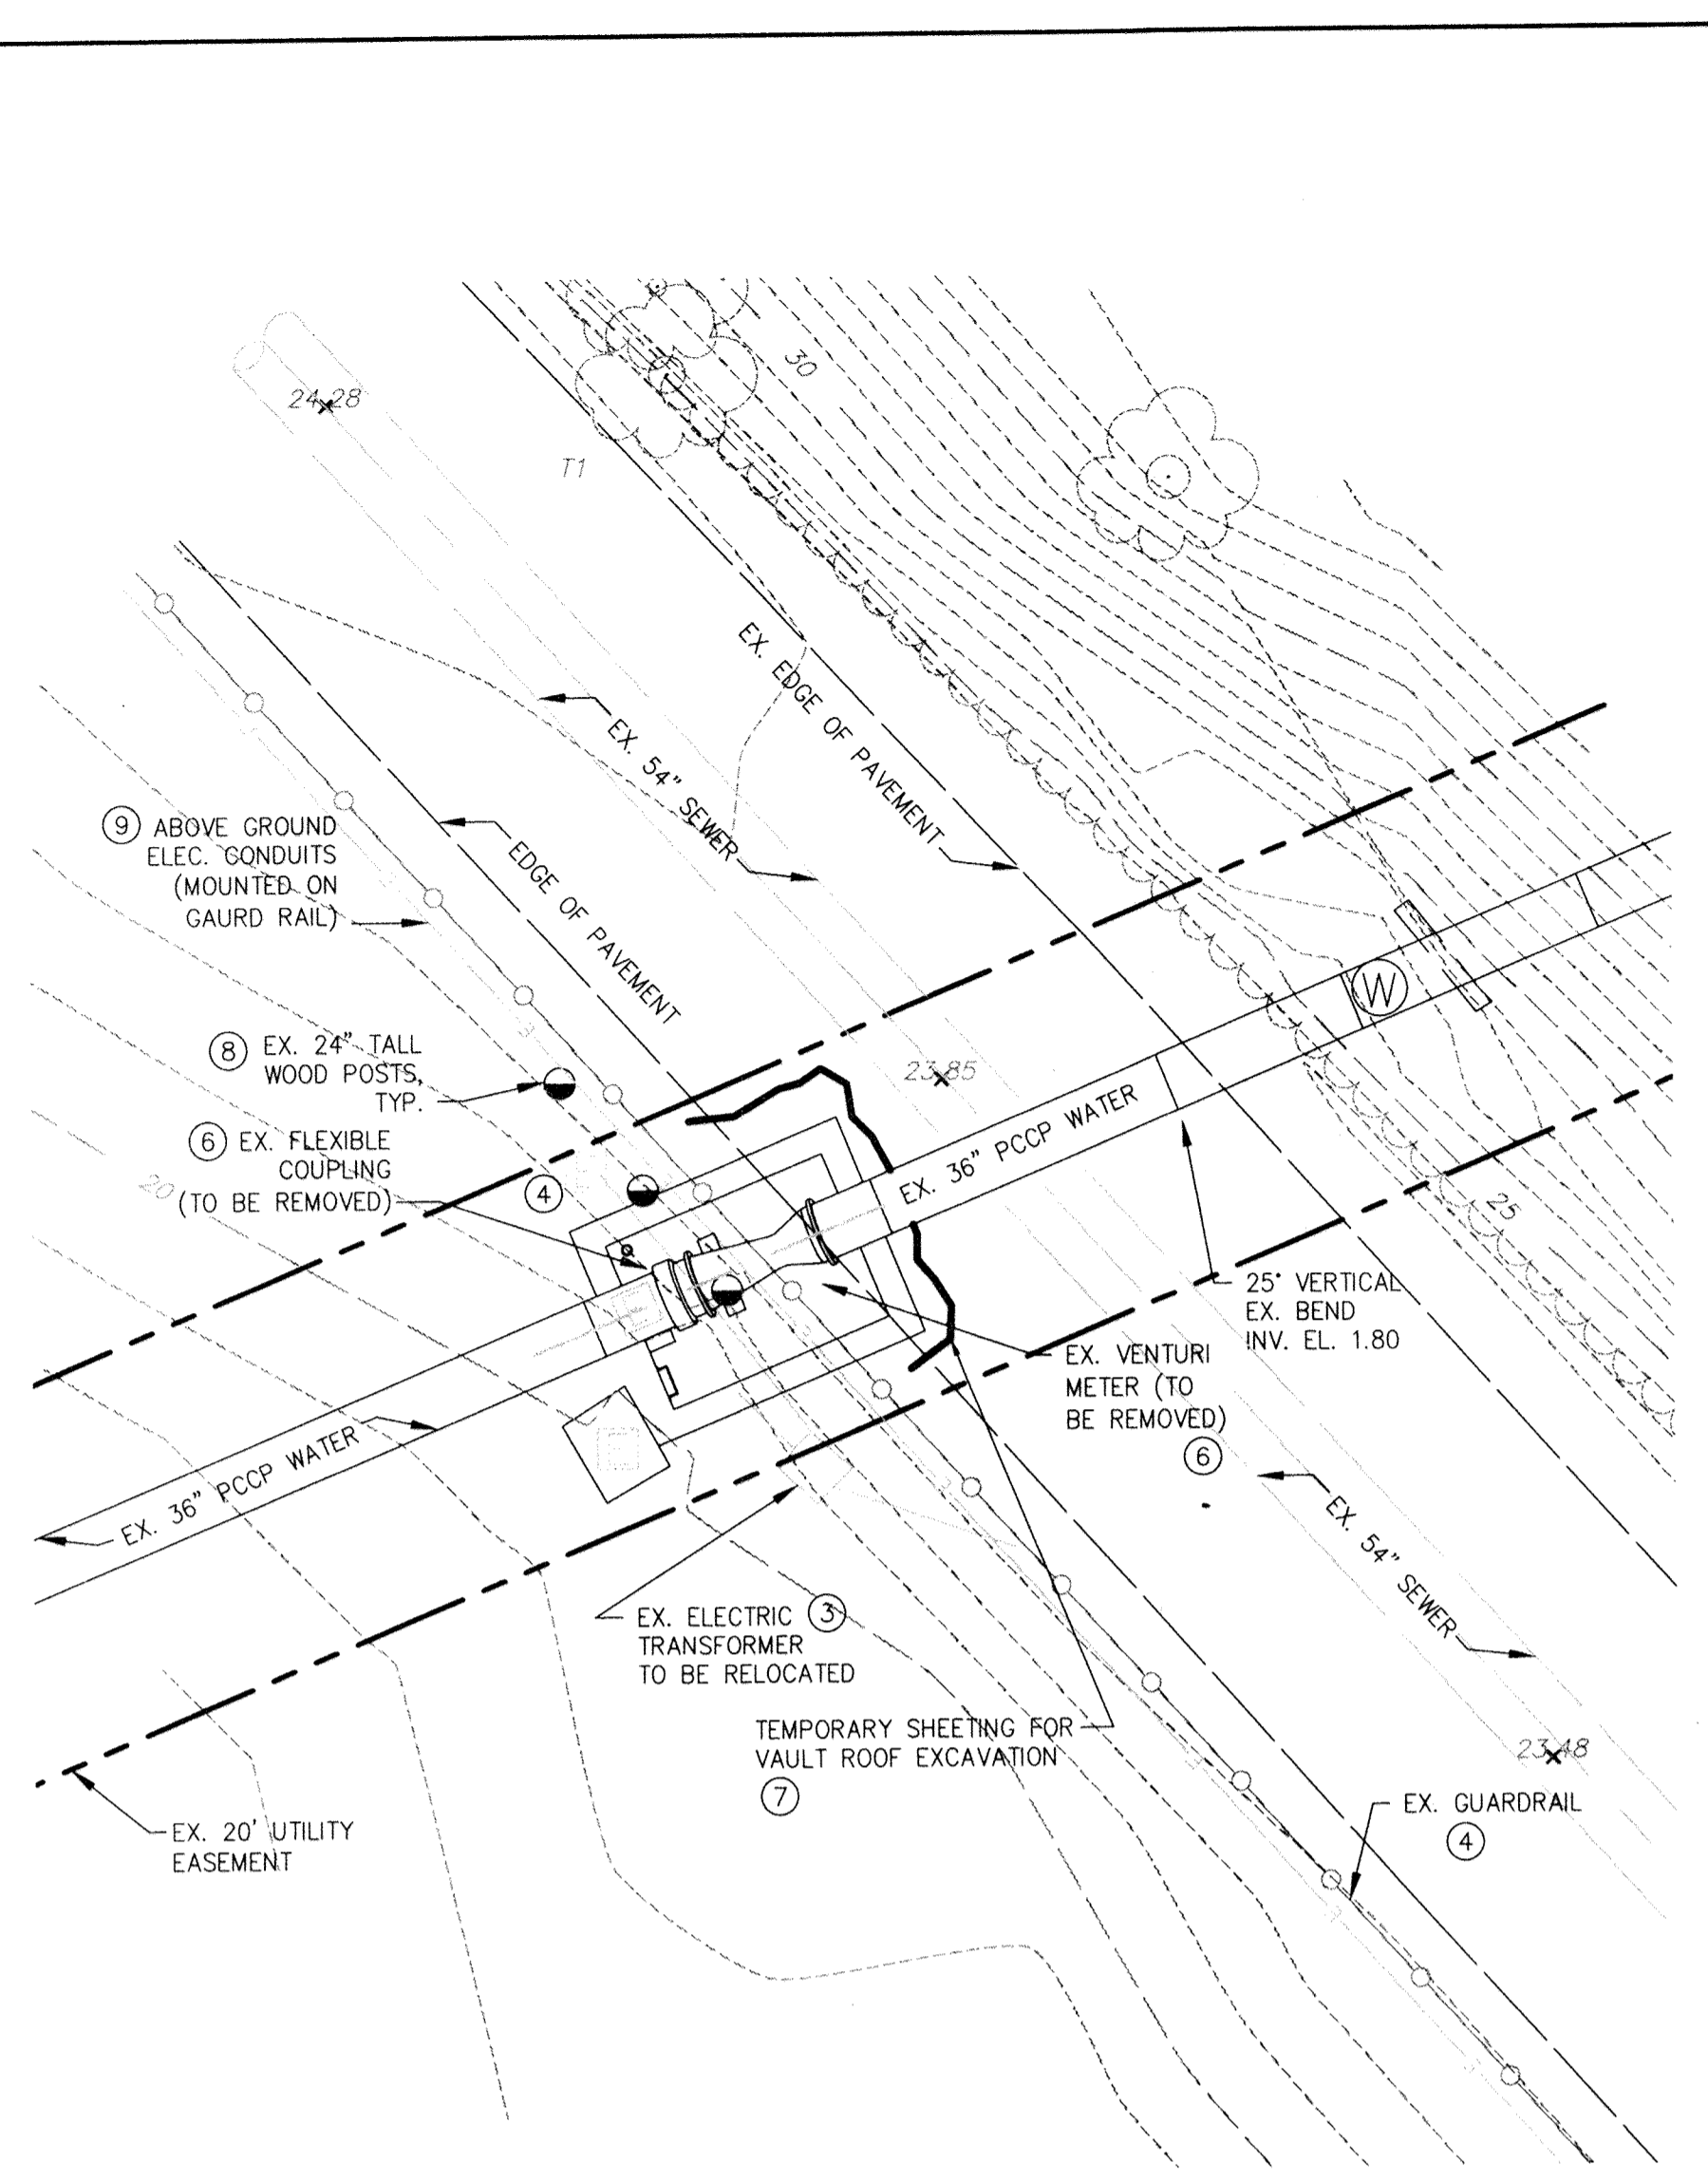 24.28
30
T1
EX. EDGE OF PAVEMENT
EX. 54" SEWER
9 ABOVE GROUND
ELEC. CONDUITS
(MOUNTED ON
GAURD RAIL)
EDGE OF PAVEMENT
W
8 EX. 24" TALL
WOOD POSTS,
TYP.
23.85
6 EX. FLEXIBLE
COUPLING
(TO BE REMOVED)
4
20
EX. 36" PCCP WATER
25
25° VERTICAL
EX. BEND
INV. EL. 1.80
EX. VENTURI
METER (TO
BE REMOVED)
6
EX. 36" PCCP WATER
EX. 54" SEWER
EX. ELECTRIC 3
TRANSFORMER
TO BE RELOCATED
TEMPORARY SHEETING FOR
VAULT ROOF EXCAVATION
7
23.48
EX. GUARDRAIL
4
EX. 20' UTILITY
EASEMENT